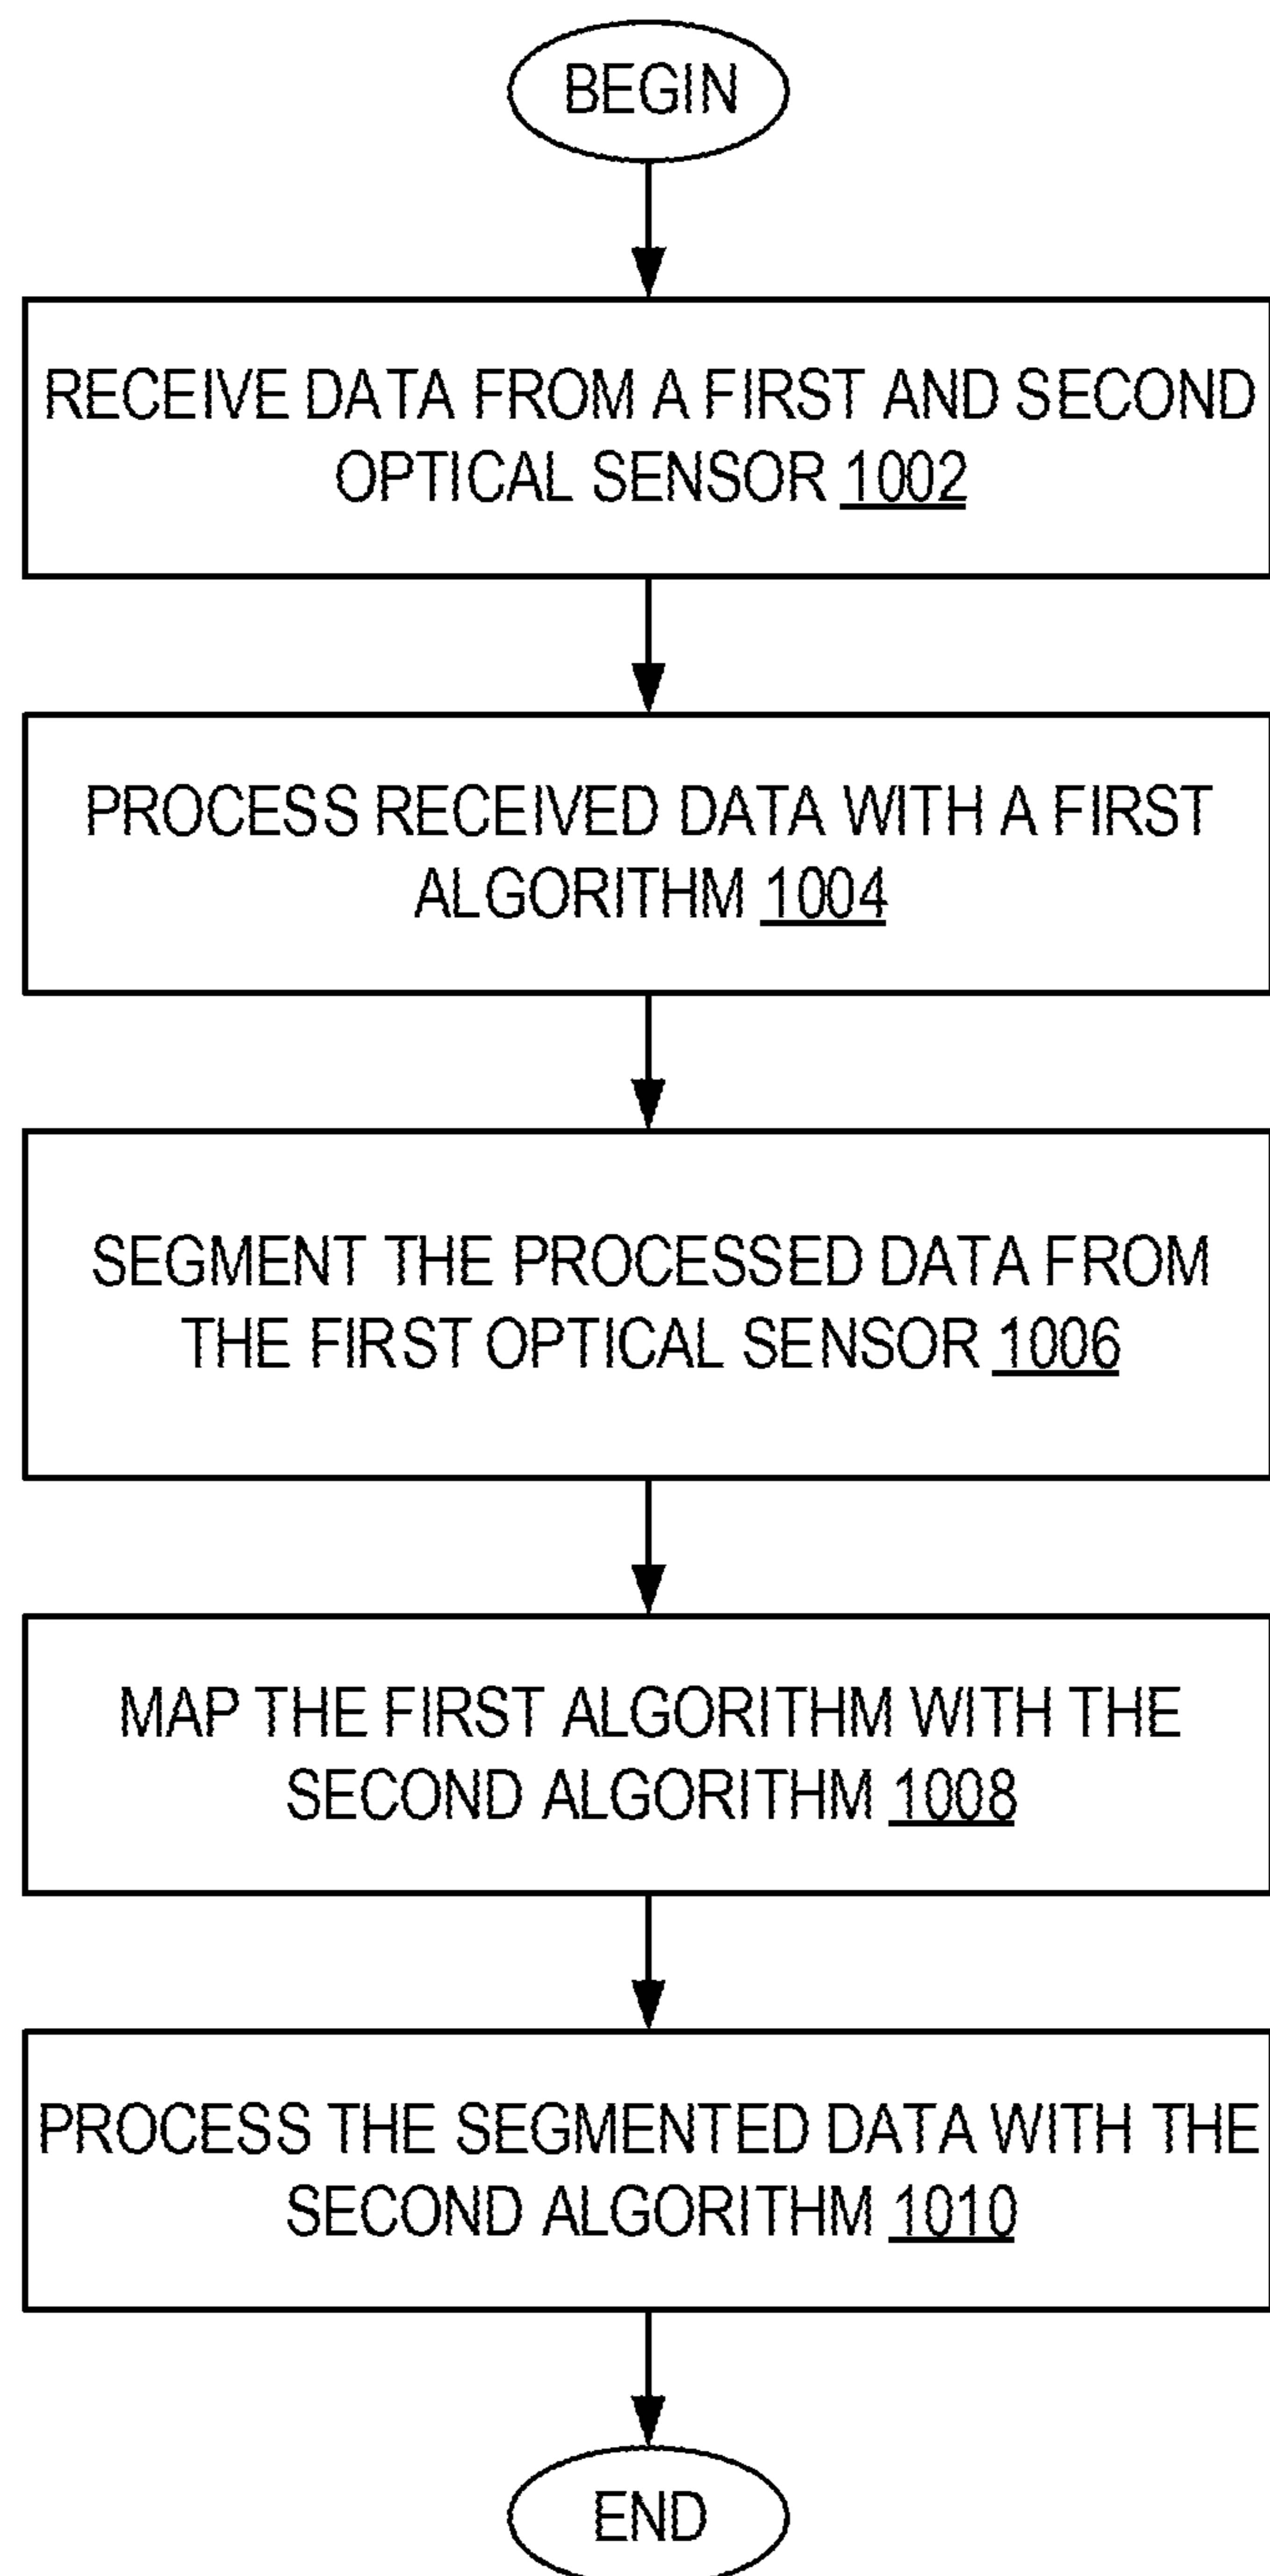 BEGIN
RECEIVE DATA FROM A FIRST AND SECOND
OPTICAL SENSOR 1002
PROCESS RECEIVED DATA WITH A FIRST
ALGORITHM 1004
SEGMENT THE PROCESSED DATA FROM
THE FIRST OPTICAL SENSOR 1006
MAP THE FIRST ALGORITHM WITH THE
SECOND ALGORITHM 1008
PROCESS THE SEGMENTED DATA WITH THE
SECOND ALGORITHM 1010
END